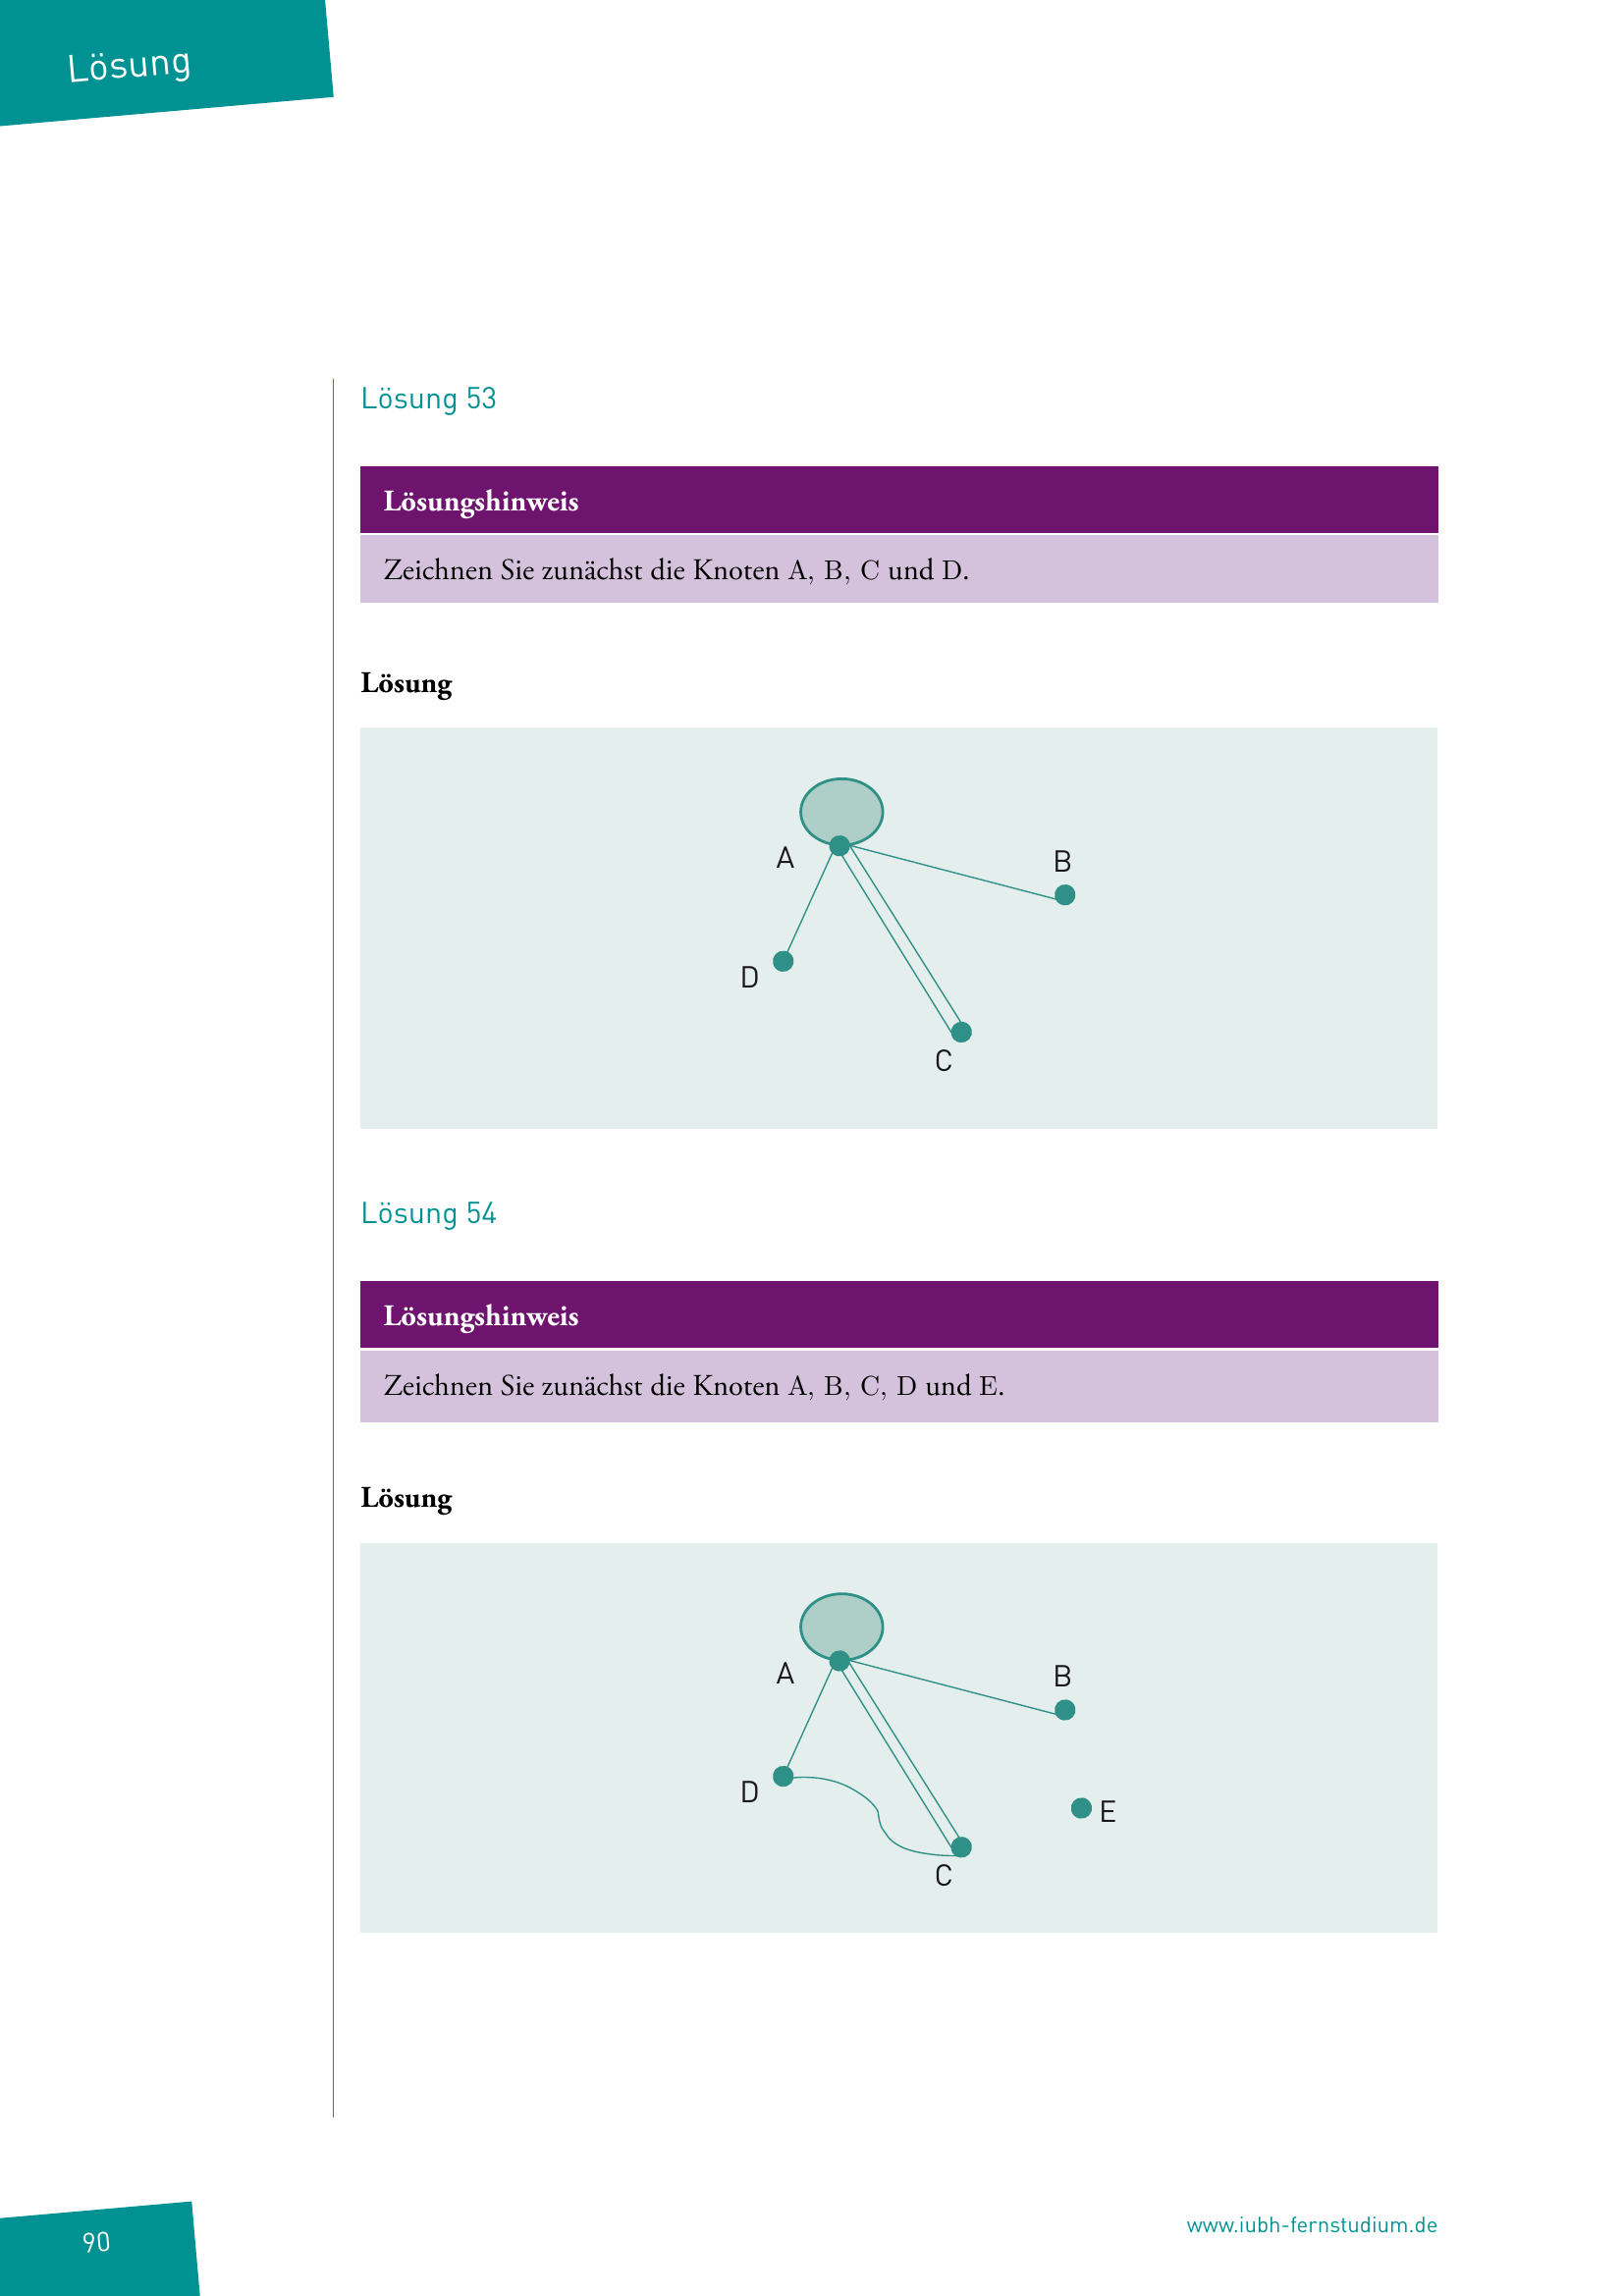 Lösung
Lösung 53
Lösungshinweis
Zeichnen Sie zunächst die Knoten A, B, C und D.
Lösung
A
B
D
C
Lösung 54
Lösungshinweis
Zeichnen Sie zunächst die Knoten A, B, C, D und E.
Lösung
A
B
D
E
C
www.iubh-fernstudium.de
90